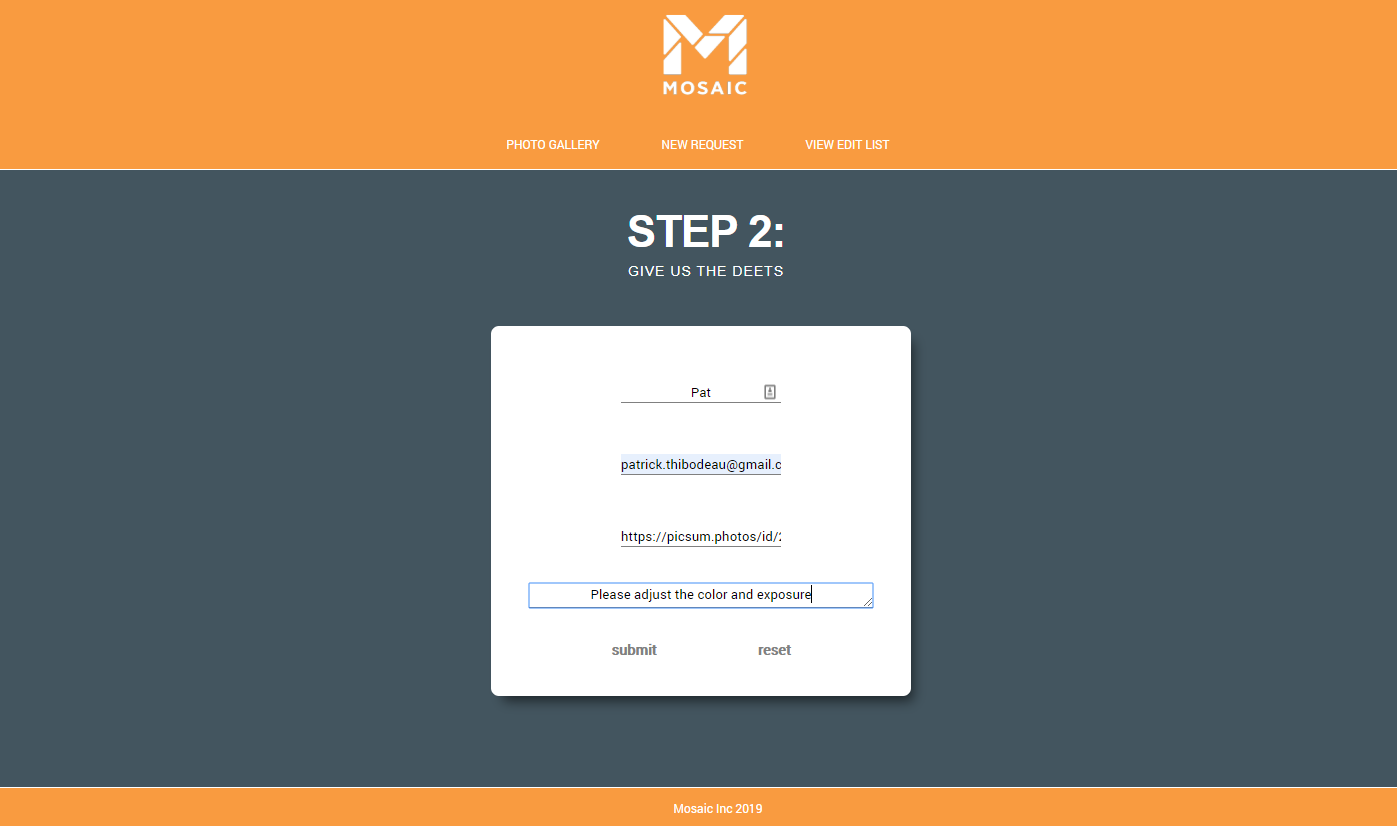 MOSAIC
PHOTO GALLERY NEW REQUEST VIEW EDIT LIST
STEP 2:
GIVE US THE DEETS
Pat
patrick.thibodeau@gmail.c
https://picsum.photos/id/
Please adjust the color and exposure
submit reset
Mosaic Inc 2019